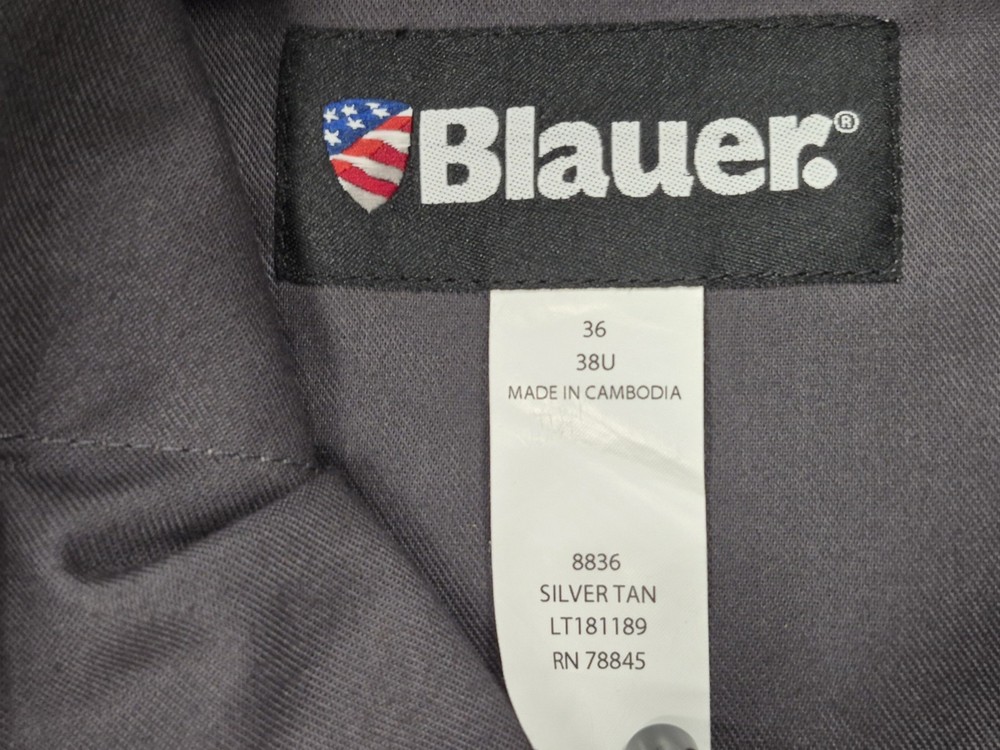 Blauer.®
36
38U
MADE IN CAMBODIA
8836
SILVER TAN
LT181189
RN 78845